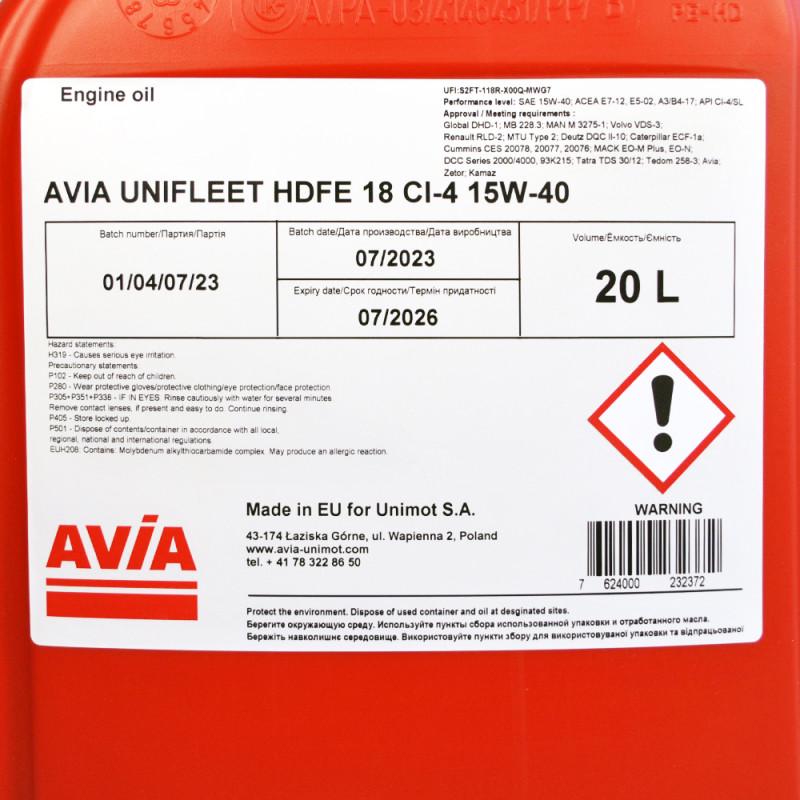 A/PA-03/4146451/PP/ D
PE-HD
Engine oil
UFI:S2FT-118R-X00Q-MWG7
Performance level: SAE 15W-40; ACEA E7-12, E5-02, A3/B4-17; API CI-4/SL
Approval / Meeting requirements :
Global DHD-1; MB 228.3; MAN M 3275-1; Volvo VDS-3;
Renault RLD-2; MTU Type 2; Deutz DQC II-10; Caterpillar ECF-1a;
Cummins CES 20078, 20077, 20076; MACK EO-M Plus, EO-N;
DCC Series 2000/4000, 93K215; Tatra TDS 30/12; Tedom 258-3; Avia;
Zetor; Kamaz
AVIA UNIFLEET HDFE 18 CI-4 15W-40
Batch number/Партия/Партія
01/04/07/23
Batch date/Дата производства/Дата виробництва
07/2023
Expiry date/Срок годности/Термін придатності
07/2026
Volume/Ёмкость/Ємність
20 L
Hazard statements:
H319 - Causes serious eye irritation.
Precautionary statements:
P102 - Keep out of reach of children.
P280 - Wear protective gloves/protective clothing/eye protection/face protection.
P305+P351+P338 - IF IN EYES: Rinse cautiously with water for several minutes
Remove contact lenses, if present and easy to do. Continue rinsing.
P405 - Store locked up.
P501 - Dispose of contents/container in accordance with all local,
regional, national and international regulations.
EUH208: Contains: Molybdenum alkylthiocarbamide complex. May produce an allergic reaction.
WARNING
AVIA
Made in EU for Unimot S.A.
43-174 Łaziska Górne, ul. Wapienna 2, Poland
www.avia-unimot.com
tel. + 41 78 322 86 50
7 624000 232372
Protect the environment. Dispose of used container and oil at desginated sites.
Берегите окружающую среду. Используйте пункты сбора использованной упаковки и отработанного масла.
Бережіть навколишнє середовище. Використовуйте пункти збору для використовуваної упаковки та відпрацьованої